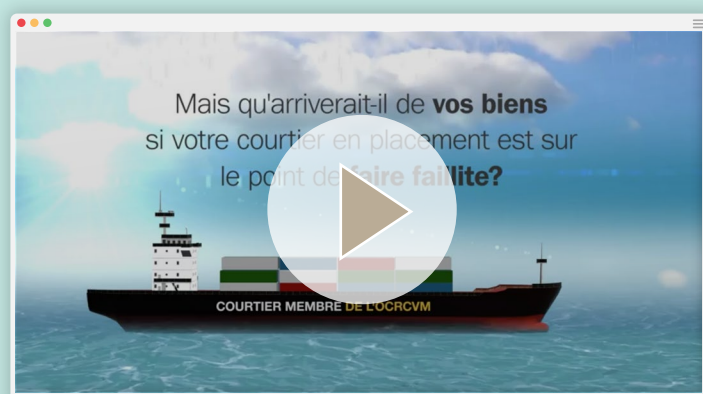 Mais qu'arriverait-il de vos biens
si votre courtier en placement est sur
le point de faire faillite?
COURTIER MEMBRE DE L'OCRCVM